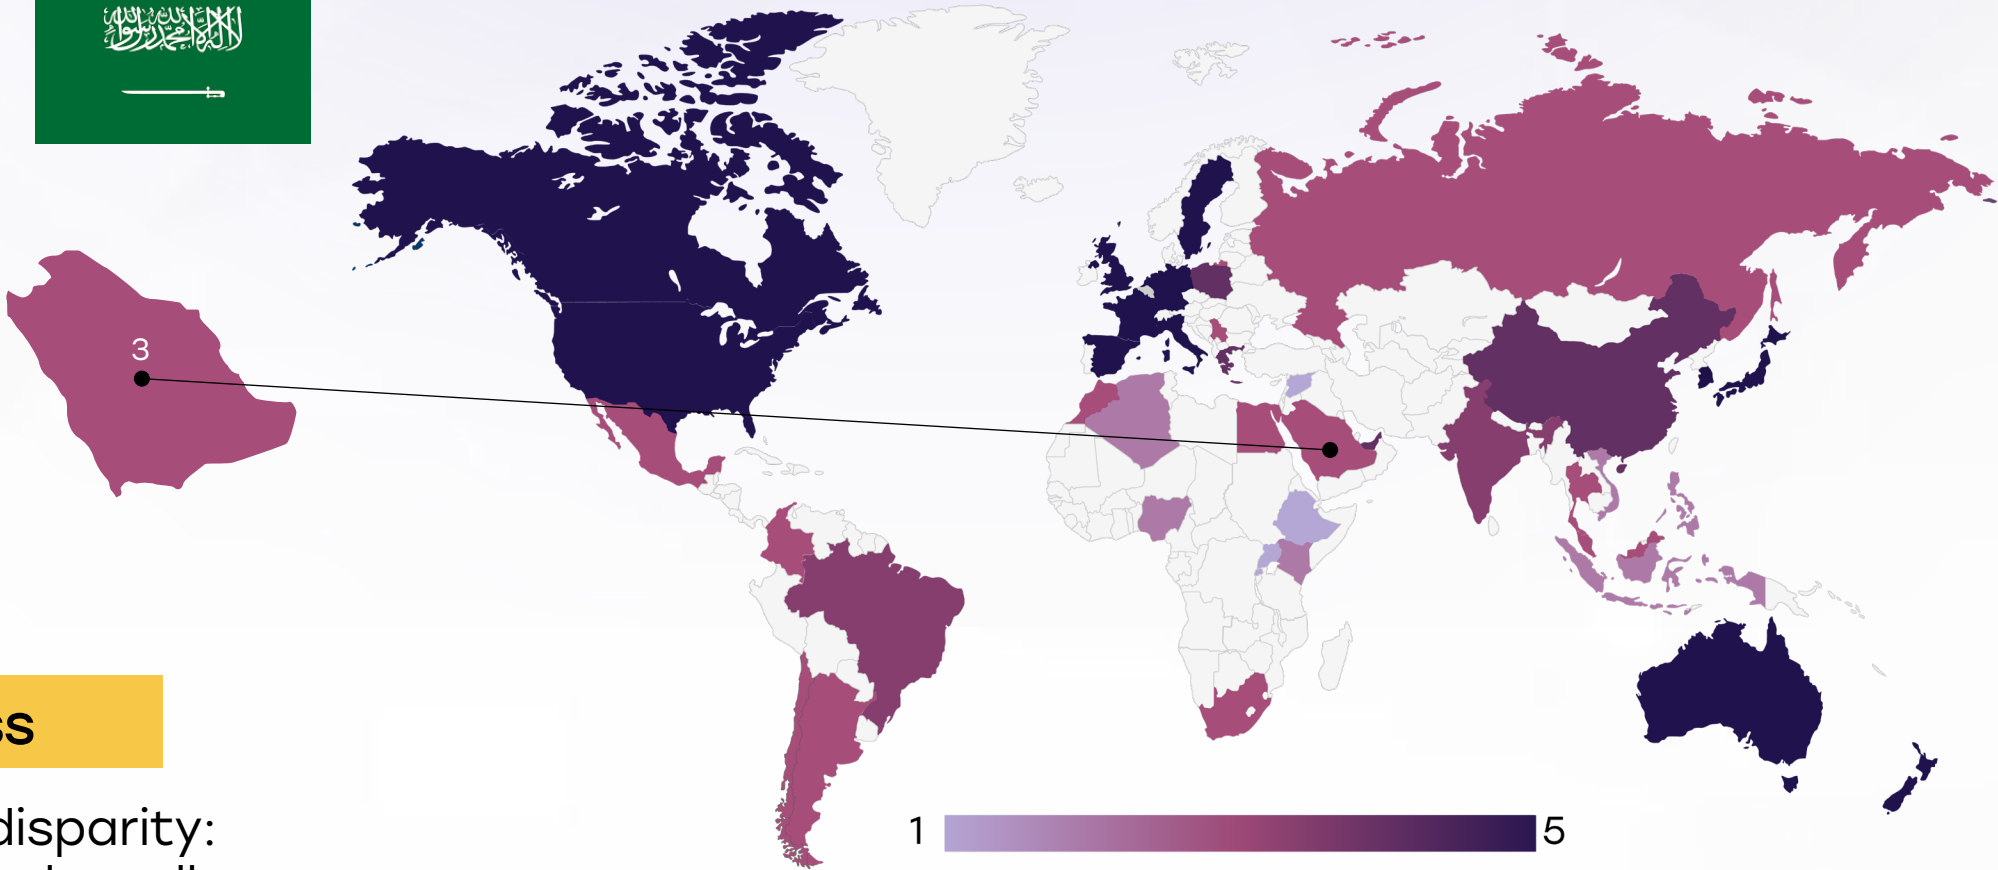 لا إله إلا الله محمد رسول الله
3
ss
disparity:
1
5